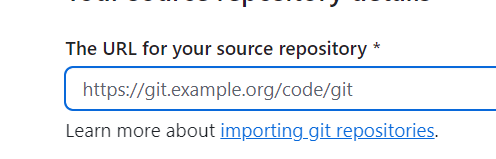 The URL for your source repository *
https://git.example.org/code/git
Learn more about importing git repositories.